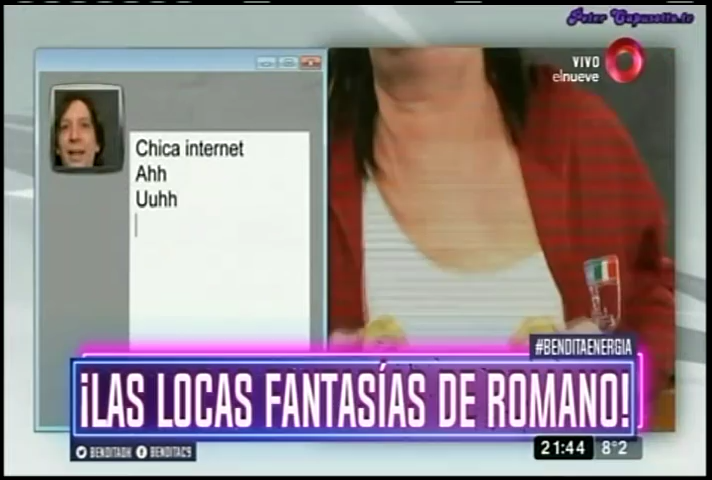 Peter Capusotto.tv
VIVO
elnueve
Chica internet
Ahh
Uuhh
#BENDITAENERGIA
¡LAS LOCAS FANTASÍAS DE ROMANO!
BENDITAOK BENDITAC9
21:44 8°2